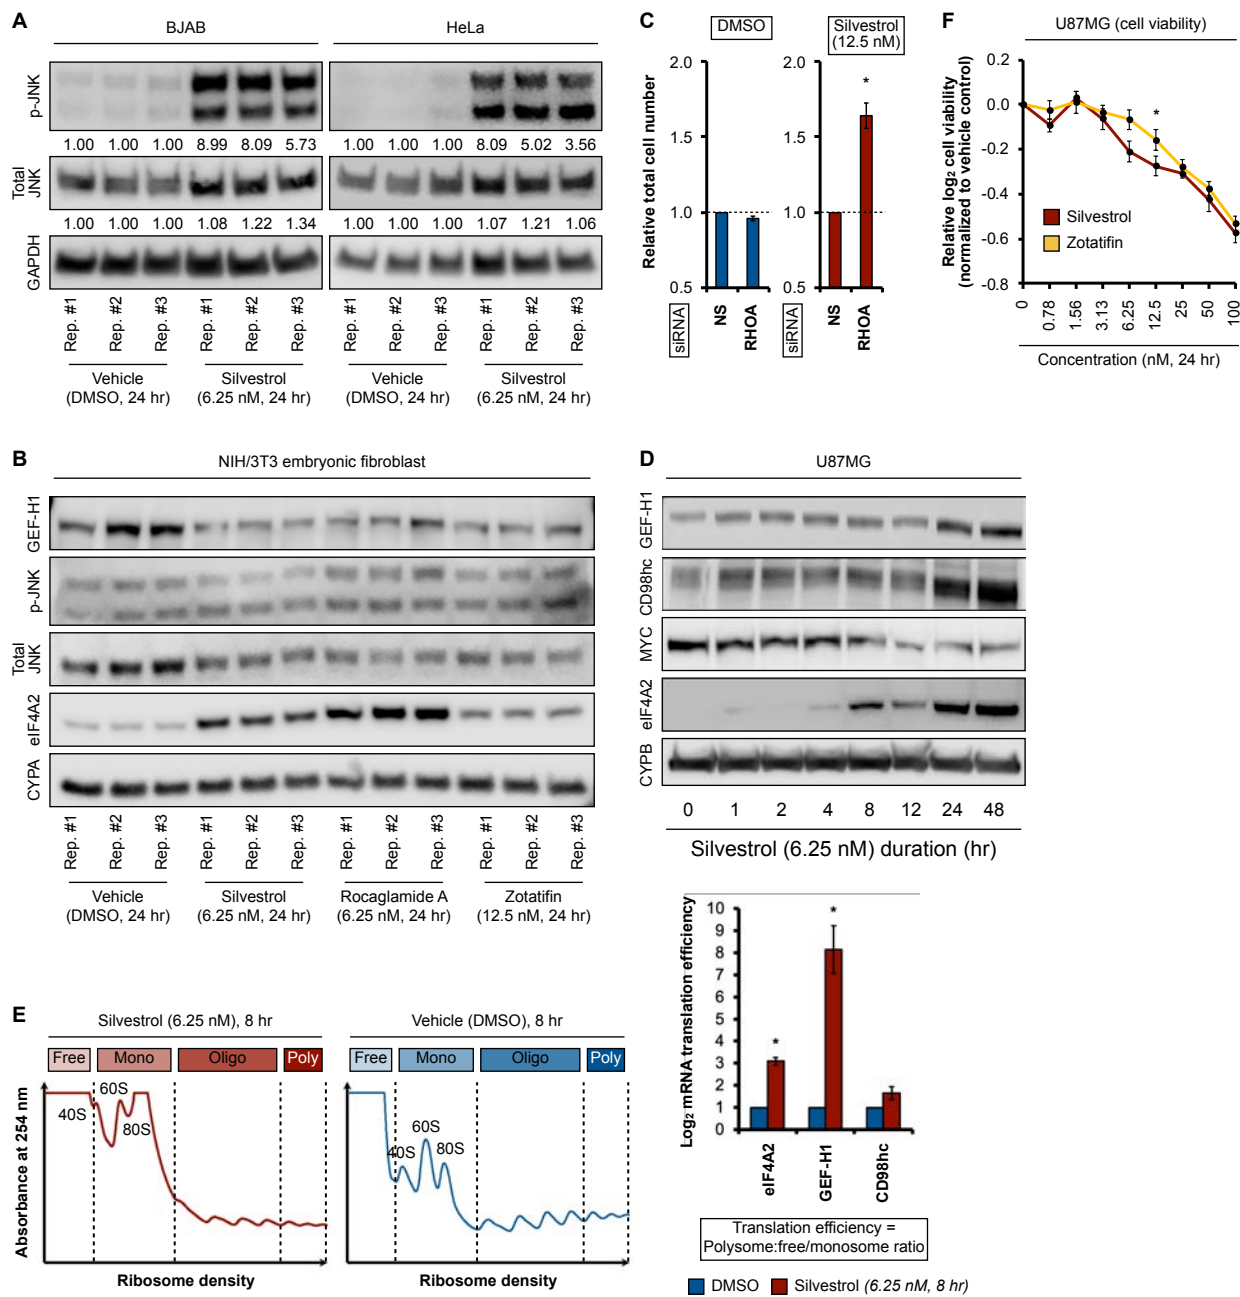 A
BJAB
HeLa
p-JNK
1.00 1.00 1.00 8.99 8.09 5.73
1.00 1.00 1.00 8.09 5.02 3.56
Total JNK
1.00 1.00 1.00 1.08 1.22 1.34
1.00 1.00 1.00 1.07 1.21 1.06
GAPDH
Rep. #1 Rep. #2 Rep. #3 Rep. #1 Rep. #2 Rep. #3
Rep. #1 Rep. #2 Rep. #3 Rep. #1 Rep. #2 Rep. #3
Vehicle
(DMSO, 24 hr)
Silvestrol
(6.25 nM, 24 hr)
Vehicle
(DMSO, 24 hr)
Silvestrol
(6.25 nM, 24 hr)
B
NIH/3T3 embryonic fibroblast
GEF-H1
p-JNK
Total JNK
eIF4A2
CYPA
Rep. #1 Rep. #2 Rep. #3 Rep. #1 Rep. #2 Rep. #3 Rep. #1 Rep. #2 Rep. #3 Rep. #1 Rep. #2 Rep. #3
Vehicle
(DMSO, 24 hr)
Silvestrol
(6.25 nM, 24 hr)
Rocaglamide A
(6.25 nM, 24 hr)
Zotatifin
(12.5 nM, 24 hr)
C
DMSO
Silvestrol
(12.5 nM)
Relative total cell number
2.0
1.5
1.0
0.5
2.0
1.5
1.0
0.5
*
siRNA
NS
RHOA
siRNA
NS
RHOA
D
U87MG
GEF-H1
CD98hc
MYC
eIF4A2
CYPB
0 1 2 4 8 12 24 48
Silvestrol (6.25 nM) duration (hr)
E
Silvestrol (6.25 nM), 8 hr
Free Mono Oligo Poly
40S
60S
80S
Vehicle (DMSO), 8 hr
Free Mono Oligo Poly
40S
60S
80S
Absorbance at 254 nm
Ribosome density
Ribosome density
Log₂ mRNA translation efficiency
10
9
8
7
6
5
4
3
2
1
0
*
*
eIF4A2
GEF-H1
CD98hc
Translation efficiency =
Polysome:free/monosome ratio
DMSO
Silvestrol (6.25 nM, 8 hr)
F
U87MG (cell viability)
Relative log₂ cell viability
(normalized to vehicle control)
0.2
0.0
-0.2
-0.4
-0.6
-0.8
*
Silvestrol
Zotatifin
0 0.78 1.56 3.13 6.25 12.5 25 50 100
Concentration (nM, 24 hr)